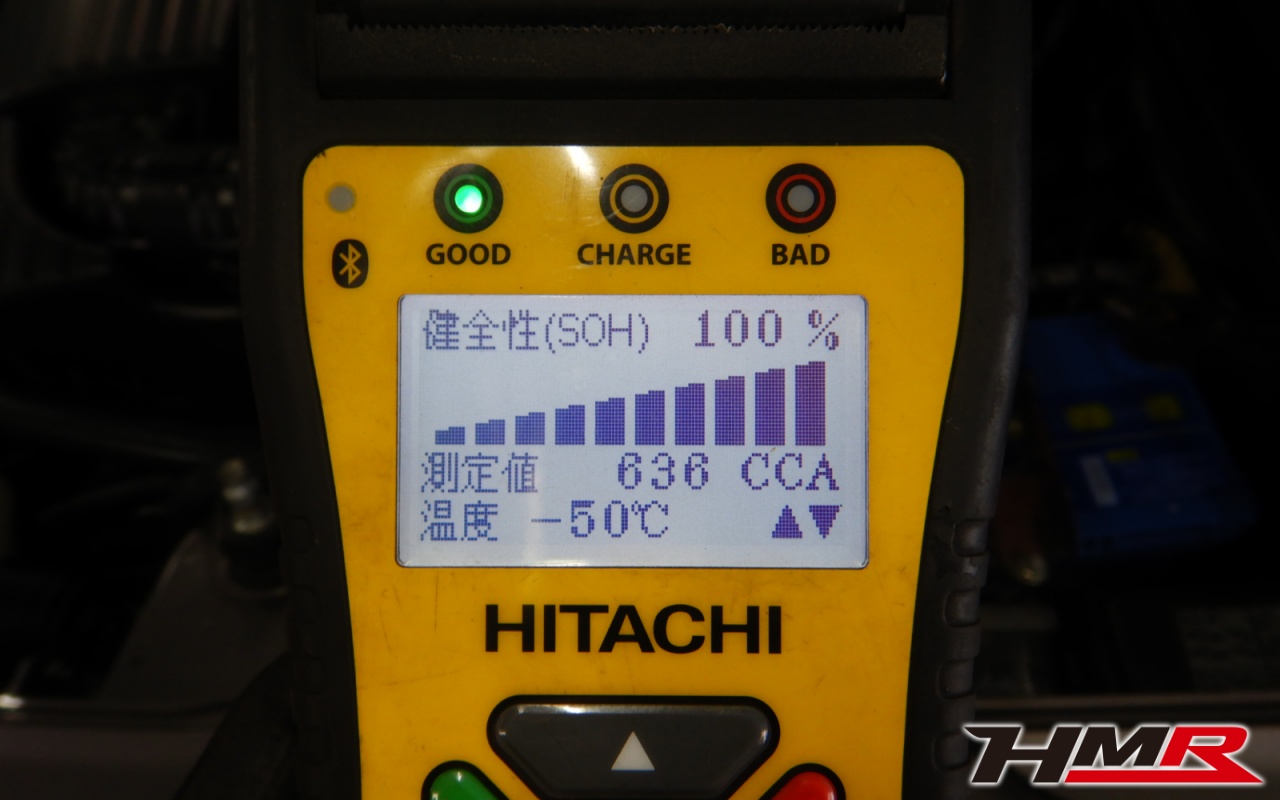 GOOD
CHARGE
BAD
健全性(SOH) 100 %
測定値 636 CCA
温度 -50℃ ▲▼
HITACHI
HMR